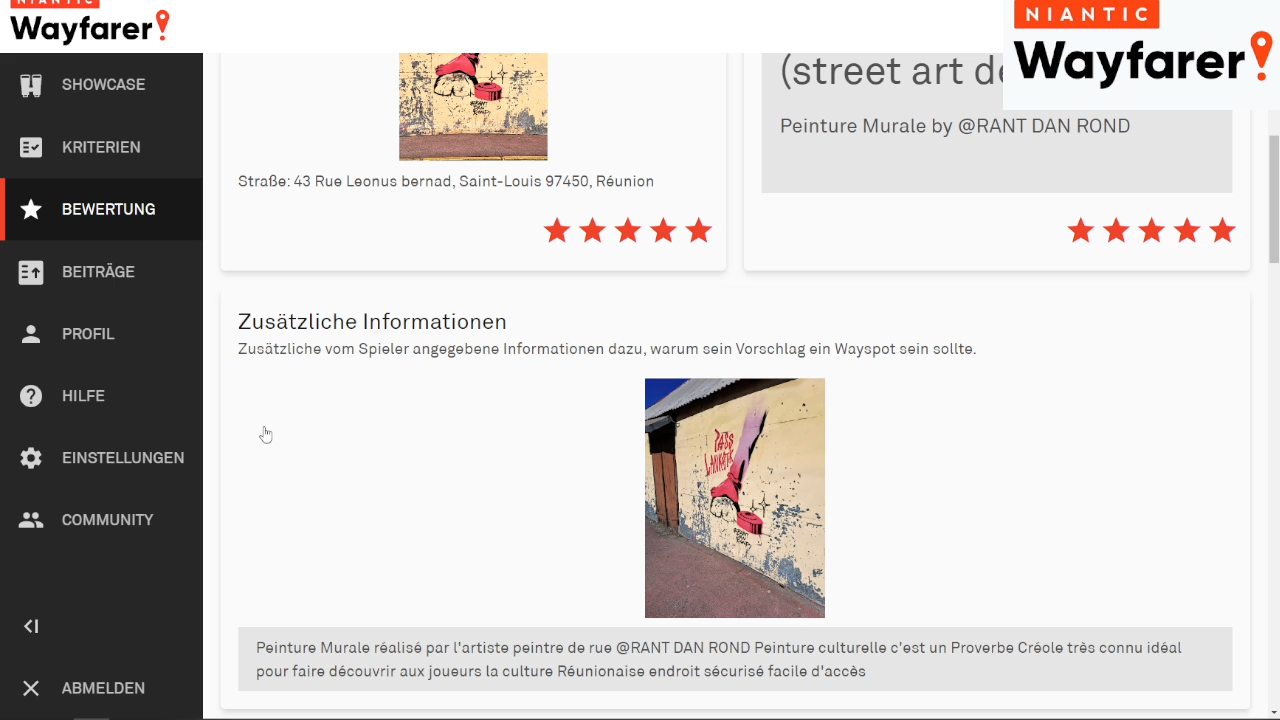 NIANTIC
Wayfarer!
NIANTIC
Wayfarer!
SHOWCASE
KRITERIEN
BEWERTUNG
BEITRÄGE
PROFIL
HILFE
EINSTELLUNGEN
COMMUNITY
ABMELDEN
Straße: 43 Rue Leonus bernad, Saint-Louis 97450, Réunion
(street art de
Peinture Murale by @RANT DAN ROND
Zusätzliche Informationen
Zusätzliche vom Spieler angegebene Informationen dazu, warum sein Vorschlag ein Wayspot sein sollte.
PASS
Peinture Murale réalisé par l'artiste peintre de rue @RANT DAN ROND Peinture culturelle c'est un Proverbe Créole très connu idéal
pour faire découvrir aux joueurs la culture Réunionaise endroit sécurisé facile d'accès